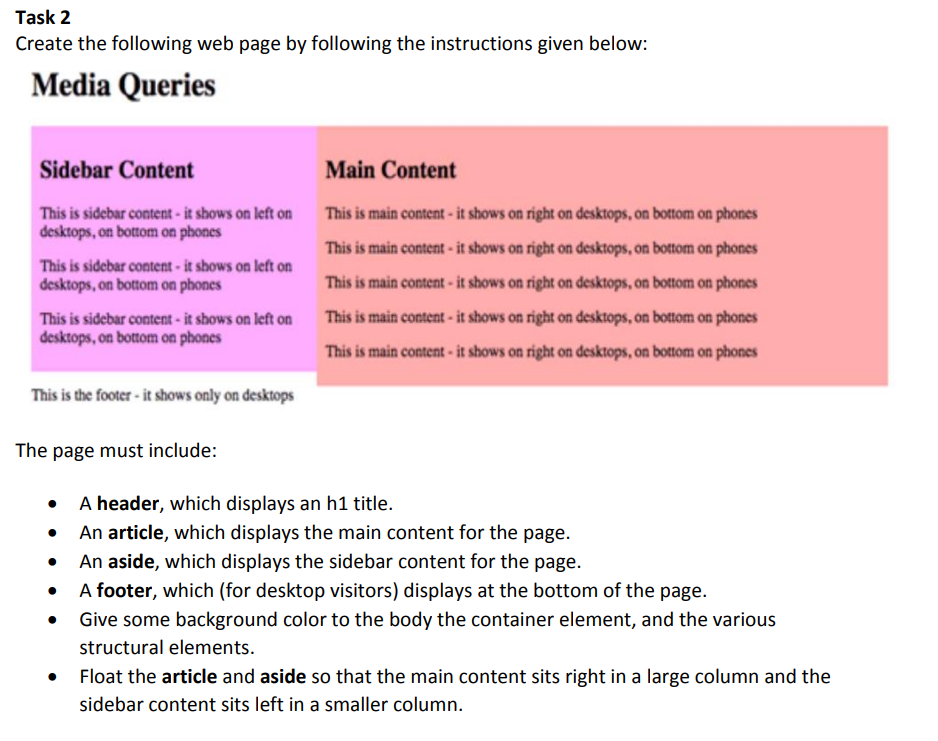 Task 2
Create the following web page by following the instructions given below:
Media Queries
Sidebar Content
This is sidebar content - it shows on left on
desktops, on bottom on phones
This is sidebar content - it shows on left on
desktops, on bottom on phones
This is sidebar content - it shows on left on
desktops, on bottom on phones
Main Content
This is main content - it shows on right on desktops, on bottom on phones
This is main content - it shows on right on desktops, on bottom on phones
This is main content - it shows on right on desktops, on bottom on phones
This is main content - it shows on right on desktops, on bottom on phones
This is main content - it shows on right on desktops, on bottom on phones
This is the footer - it shows only on desktops
The page must include:
• A header, which displays an h1 title.
• An article, which displays the main content for the page.
• An aside, which displays the sidebar content for the page.
• A footer, which (for desktop visitors) displays at the bottom of the page.
• Give some background color to the body the container element, and the various
structural elements.
• Float the article and aside so that the main content sits right in a large column and the
sidebar content sits left in a smaller column.